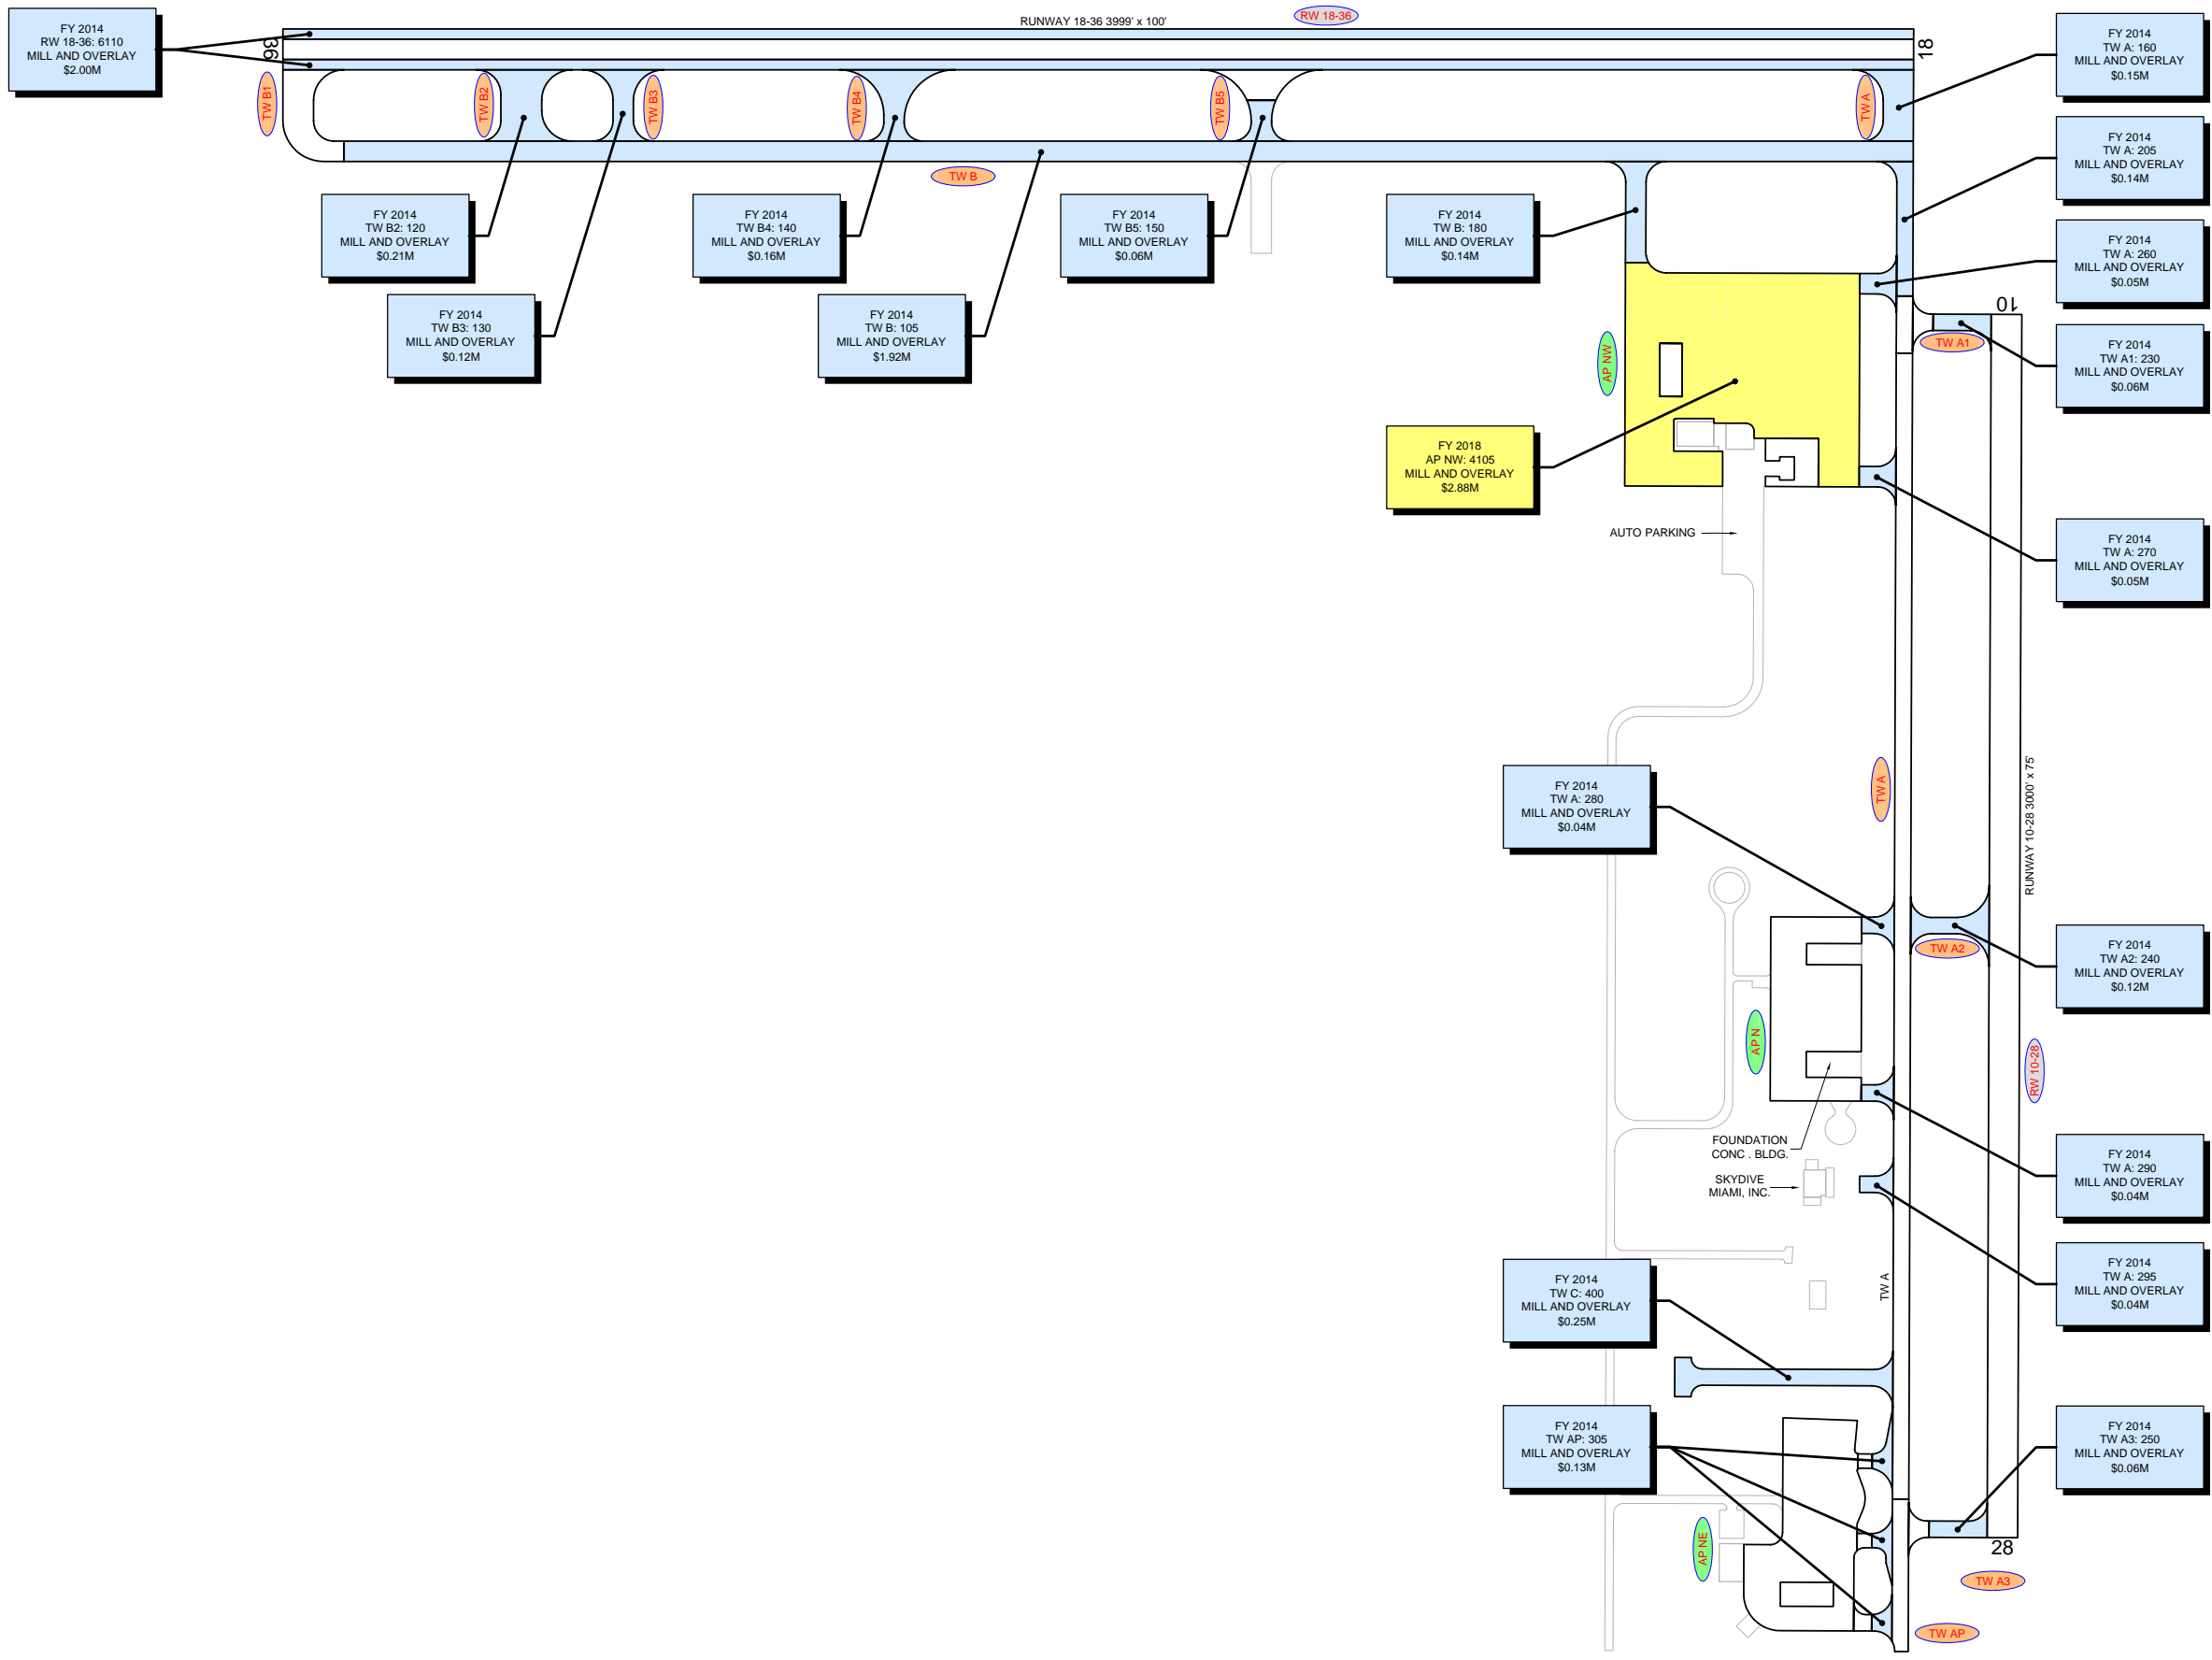 RUNWAY 18-36 3999' x 100'
RW 18-36
FY 2014
RW 18-36: 6110
MILL AND OVERLAY
$2.00M
36
18
TW B1
TW B2
TW B3
TW B4
TW B5
TW A
TW B
FY 2014
TW A: 160
MILL AND OVERLAY
$0.15M
FY 2014
TW A: 205
MILL AND OVERLAY
$0.14M
FY 2014
TW B2: 120
MILL AND OVERLAY
$0.21M
FY 2014
TW B4: 140
MILL AND OVERLAY
$0.16M
FY 2014
TW B5: 150
MILL AND OVERLAY
$0.06M
FY 2014
TW B: 180
MILL AND OVERLAY
$0.14M
FY 2014
TW A: 260
MILL AND OVERLAY
$0.05M
FY 2014
TW B3: 130
MILL AND OVERLAY
$0.12M
FY 2014
TW B: 105
MILL AND OVERLAY
$1.92M
10
TW A1
FY 2014
TW A1: 230
MILL AND OVERLAY
$0.06M
AP NW
FY 2018
AP NW: 4105
MILL AND OVERLAY
$2.88M
AUTO PARKING
FY 2014
TW A: 270
MILL AND OVERLAY
$0.05M
FY 2014
TW A: 280
MILL AND OVERLAY
$0.04M
TW A
RUNWAY 10-28 3000' x 75'
TW A2
FY 2014
TW A2: 240
MILL AND OVERLAY
$0.12M
AP N
RW 10-28
FOUNDATION
CONC . BLDG.
SKYDIVE
MIAMI, INC.
FY 2014
TW A: 290
MILL AND OVERLAY
$0.04M
FY 2014
TW A: 295
MILL AND OVERLAY
$0.04M
TW A
FY 2014
TW C: 400
MILL AND OVERLAY
$0.25M
FY 2014
TW AP: 305
MILL AND OVERLAY
$0.13M
FY 2014
TW A3: 250
MILL AND OVERLAY
$0.06M
AP NE
28
TW A3
TW AP